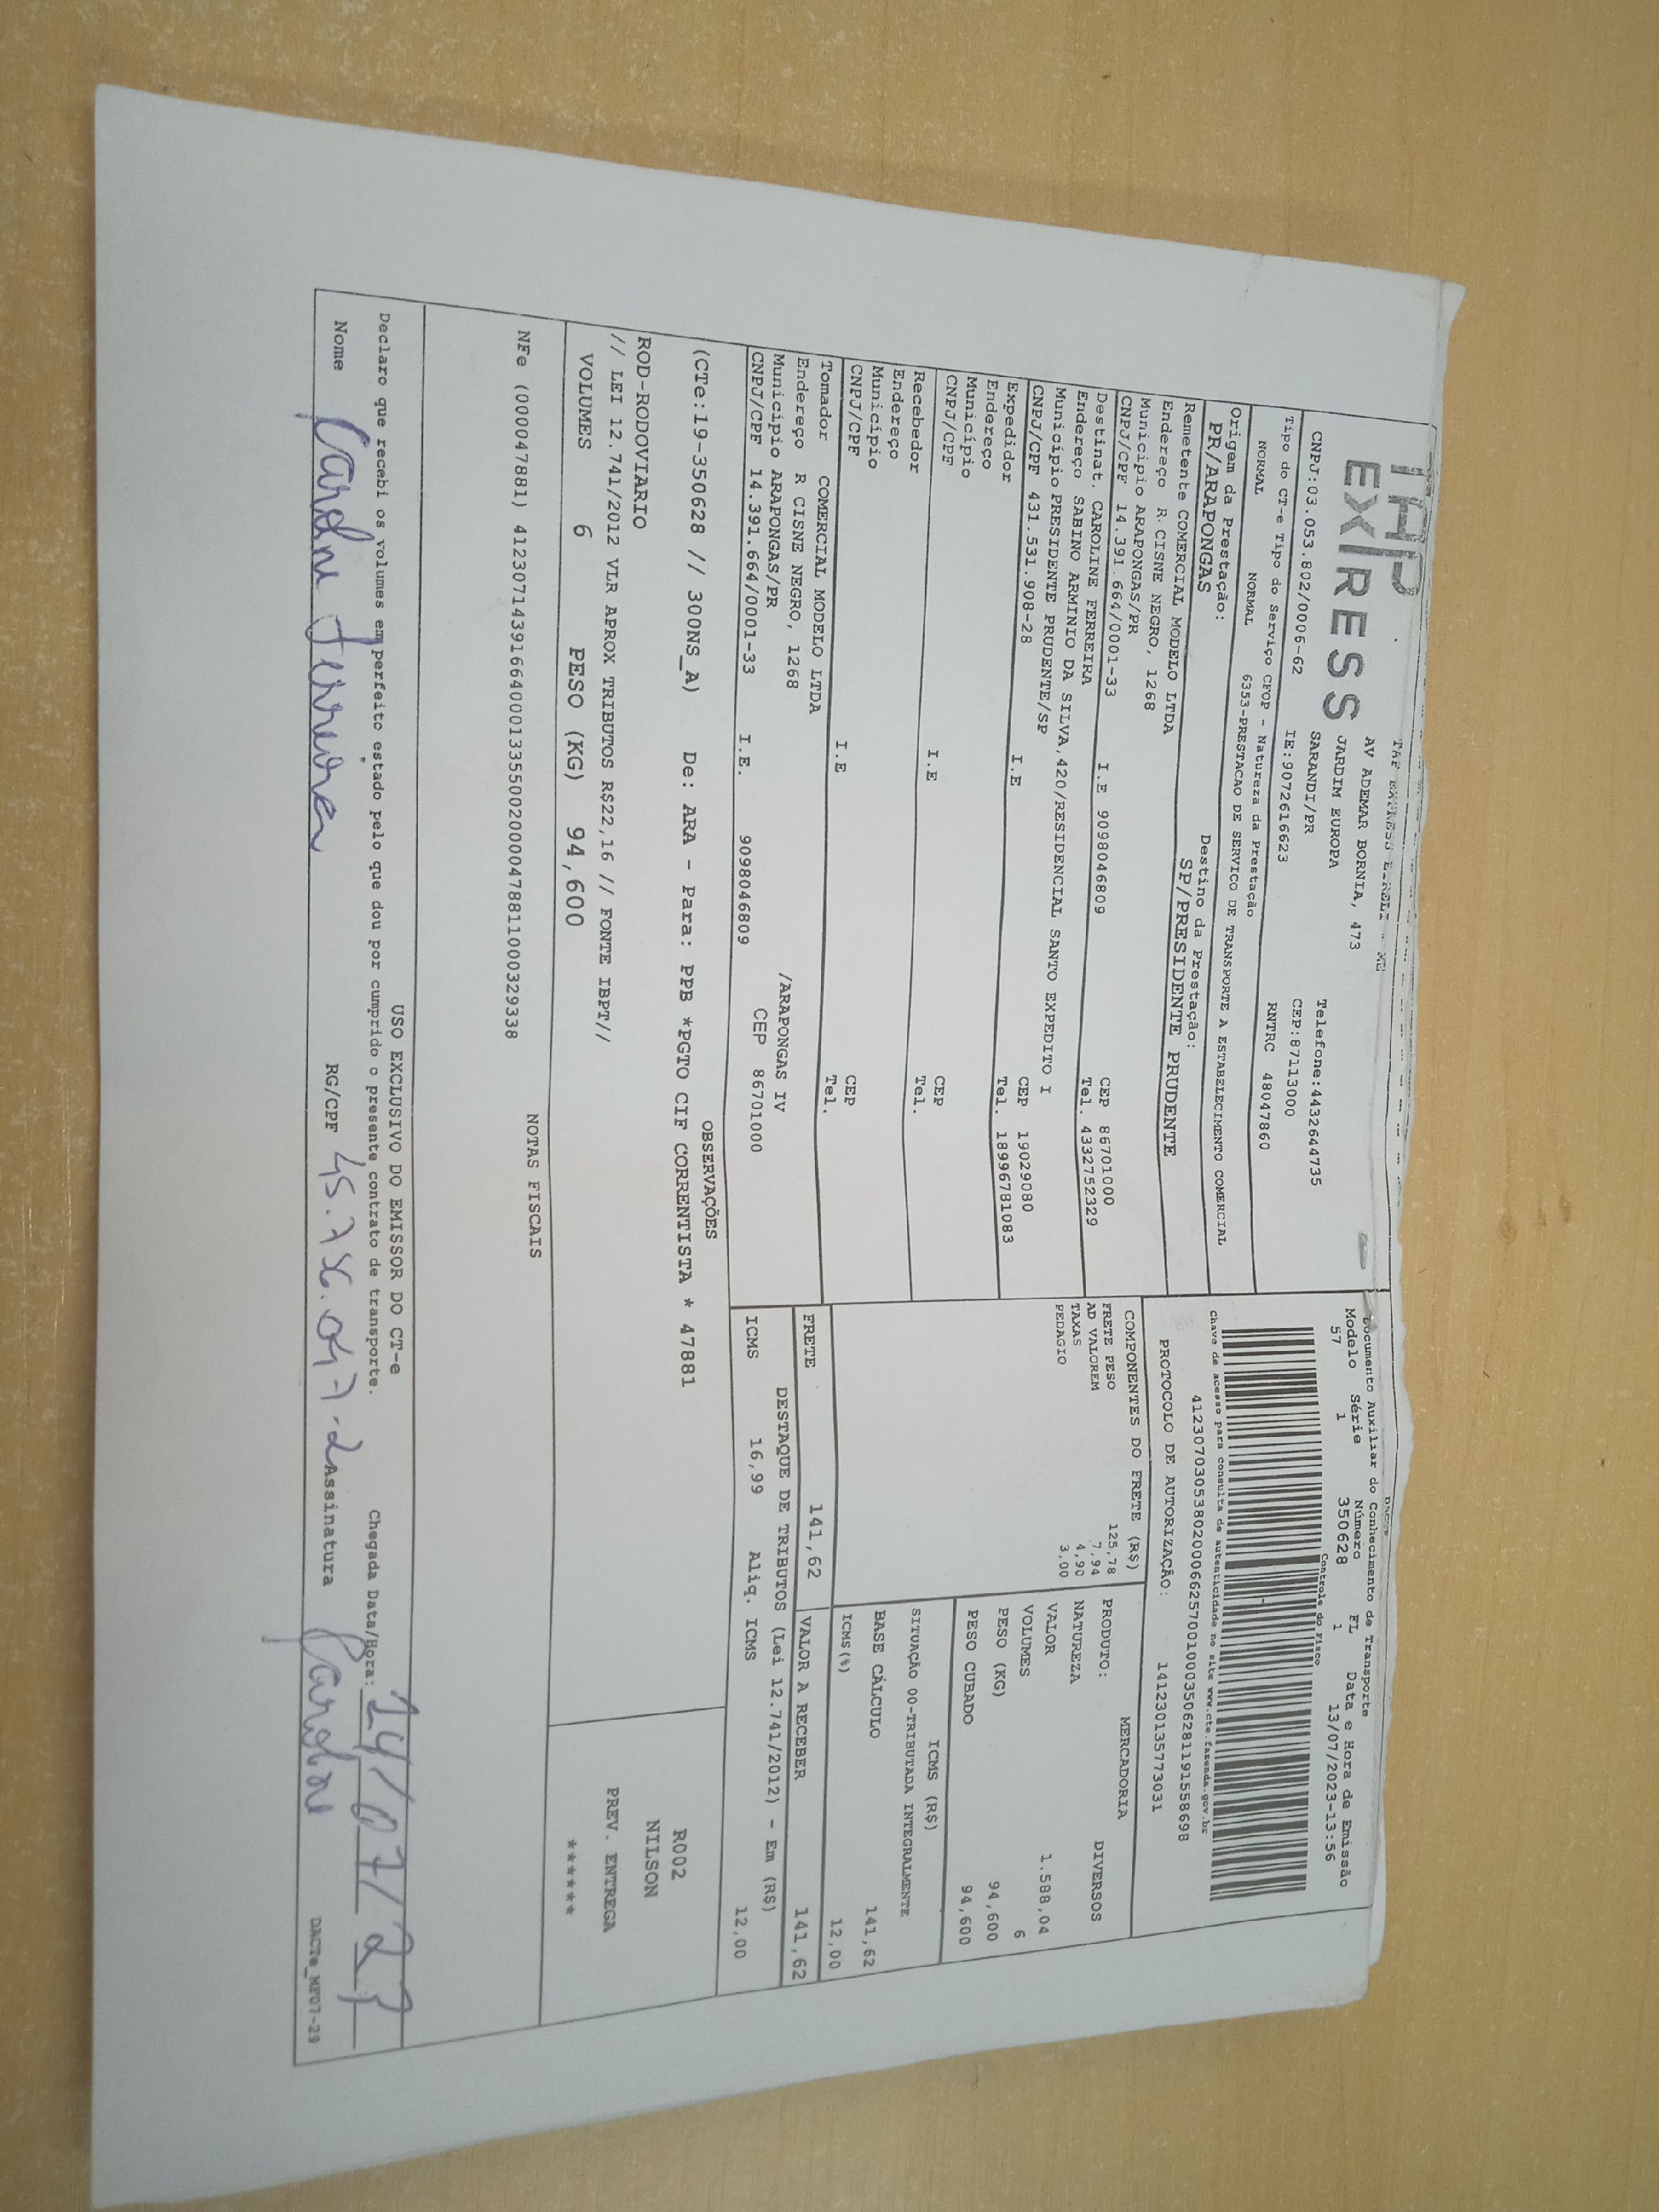 TAP
EX|RESS
TAP EXPRESS EIRELI - ME
AV ADEMAR BORNIA, 473
JARDIM EUROPA
SARANDI/PR
Telefone:4432644735
CEP:87113000
CNPJ:03.053.802/0006-62
IE:9072616623
RNTRC 48047860
Tipo do CT-e Tipo do Serviço CFOP - Natureza da Prestação
NORMAL NORMAL 6353-PRESTACAO DE SERVICO DE TRANSPORTE A ESTABELECIMENTO COMERCIAL
Origem da Prestação: Destino da Prestação:
PR/ARAPONGAS SP/PRESIDENTE PRUDENTE
Documento Auxiliar do Conhecimento de Transporte
Modelo Série Número FL Data e Hora de Emissão
57 1 350628 1 13/07/2023-13:56
Controle do Fisco
Chave de acesso para consulta de autenticidade no site www.cte.fazenda.gov.br
41230703053802000662570010003506281191558698
PROTOCOLO DE AUTORIZAÇÃO: 141230135773031
Remetente COMERCIAL MODELO LTDA
Endereço R. CISNE NEGRO, 1268
Município ARAPONGAS/PR CEP 86701000
CNPJ/CPF 14.391.664/0001-33 I.E 9098046809 Tel. 4332752329
Destinat. CAROLINE FERREIRA
Endereço SABINO ARMINIO DA SILVA,420/RESIDENCIAL SANTO EXPEDITO I
Município PRESIDENTE PRUDENTE/SP CEP 19029080
CNPJ/CPF 431.531.908-28 I.E Tel. 18996781083
Expedidor
Endereço
Município CEP
CNPJ/CPF I.E Tel.
Recebedor
Endereço
Município CEP
CNPJ/CPF I.E Tel.
Tomador COMERCIAL MODELO LTDA
Endereço R CISNE NEGRO, 1268 /ARAPONGAS IV
Município ARAPONGAS/PR CEP 86701000
CNPJ/CPF 14.391.664/0001-33 I.E. 9098046809
COMPONENTES DO FRETE (R$)
FRETE PESO 125,78
AD VALOREM 7,94
TAXAS 4,90
PEDAGIO 3,00
MERCADORIA
PRODUTO: DIVERSOS
NATUREZA
VALOR 1.588,04
VOLUMES 6
PESO (KG) 94,600
PESO CUBADO 94,600
ICMS (R$)
SITUAÇÃO 00-TRIBUTADA INTEGRALMENTE
BASE CÁLCULO 141,62
ICMS (%) 12,00
FRETE 141,62 VALOR A RECEBER 141,62
DESTAQUE DE TRIBUTOS (Lei 12.741/2012) - Em (R$)
ICMS 16,99 Aliq. ICMS 12,00
OBSERVAÇÕES
(CTe:19-350628 // 300NS_A) De: ARA - Para: PPB *PGTO CIF CORRENTISTA * 47881
ROD-RODOVIARIO
// LEI 12.741/2012 VLR APROX TRIBUTOS R$22,16 // FONTE IBPT//
VOLUMES 6 PESO (KG) 94,600
R002
NILSON
PREV. ENTREGA
******
NOTAS FISCAIS
NFe (000047881) 41230714391664000133550020000478811000329338
USO EXCLUSIVO DO EMISSOR DO CT-e
Declaro que recebi os volumes em perfeito estado pelo que dou por cumprido o presente contrato de transporte. Chegada Data/Hora: 14/07/23
Nome Caroline Ferreira RG/CPF Assinatura Caroline
DACTe_MF07-29